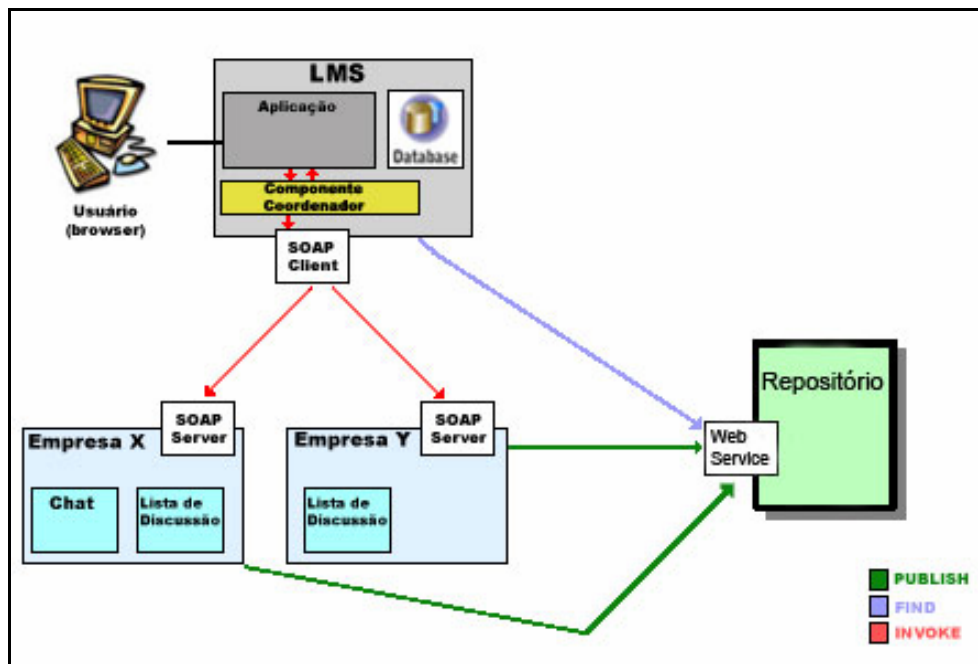 LMS
Aplicação
Database
Componente
Coordenador
Usuário
(browser)
SOAP
Client
Repositório
Web
Service
SOAP
Server
Empresa X
Chat
Lista de
Discussão
SOAP
Server
Empresa Y
Lista de
Discussão
PUBLISH
FIND
INVOKE